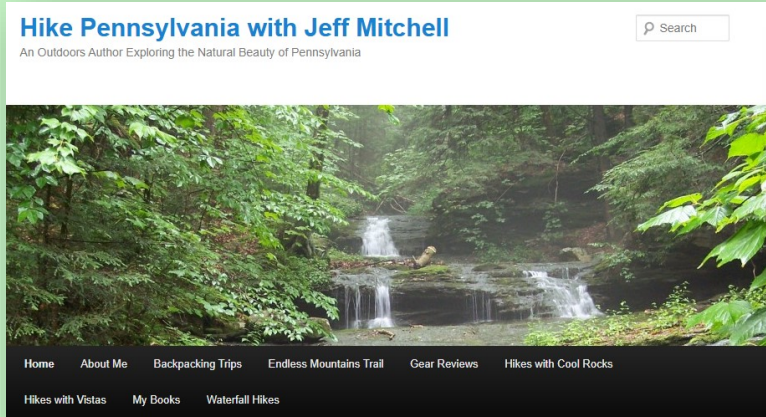 Hike Pennsylvania with Jeff Mitchell
Search
An Outdoors Author Exploring the Natural Beauty of Pennsylvania
Home About Me Backpacking Trips Endless Mountains Trail Gear Reviews Hikes with Cool Rocks
Hikes with Vistas My Books Waterfall Hikes